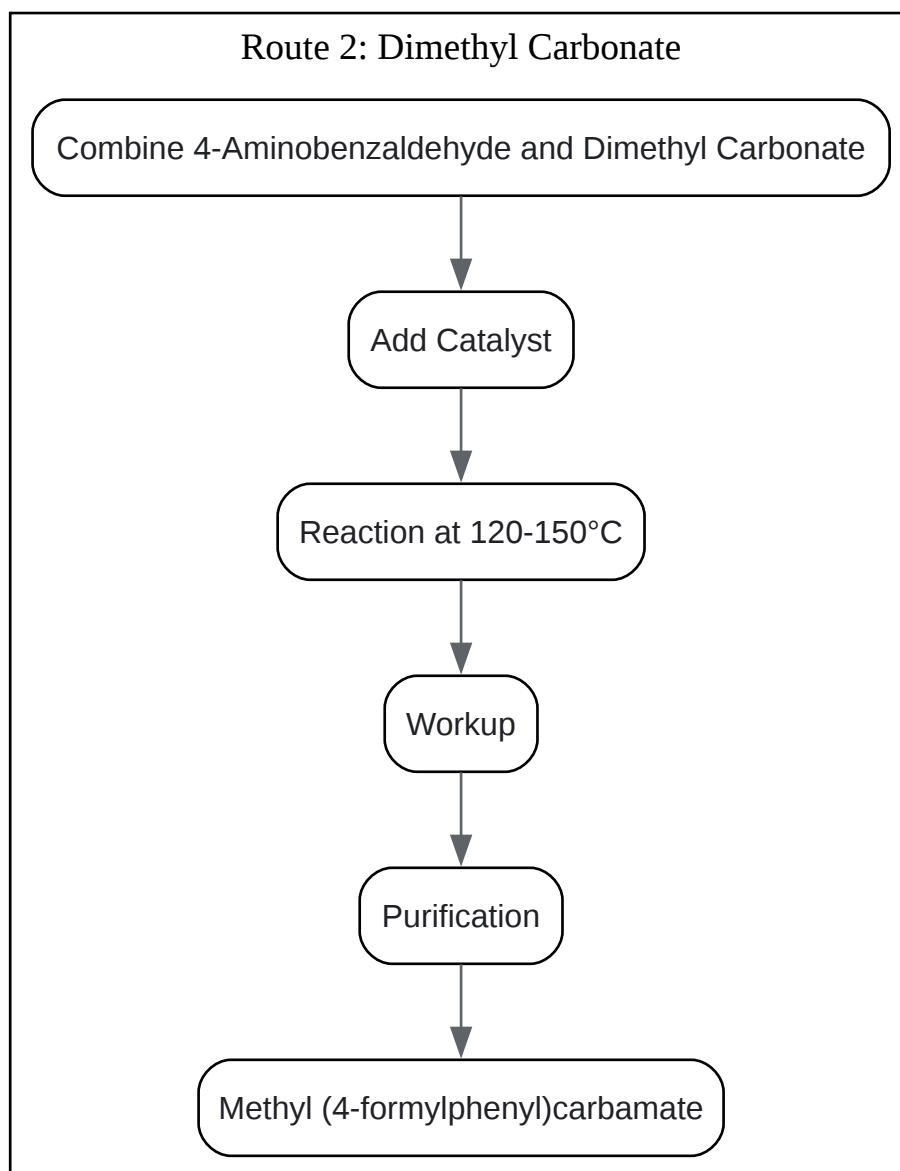 Route 2: Dimethyl Carbonate
Combine 4-Aminobenzaldehyde and Dimethyl Carbonate
Add Catalyst
Reaction at 120-150°C
Workup
Purification
Methyl (4-formylphenyl)carbamate